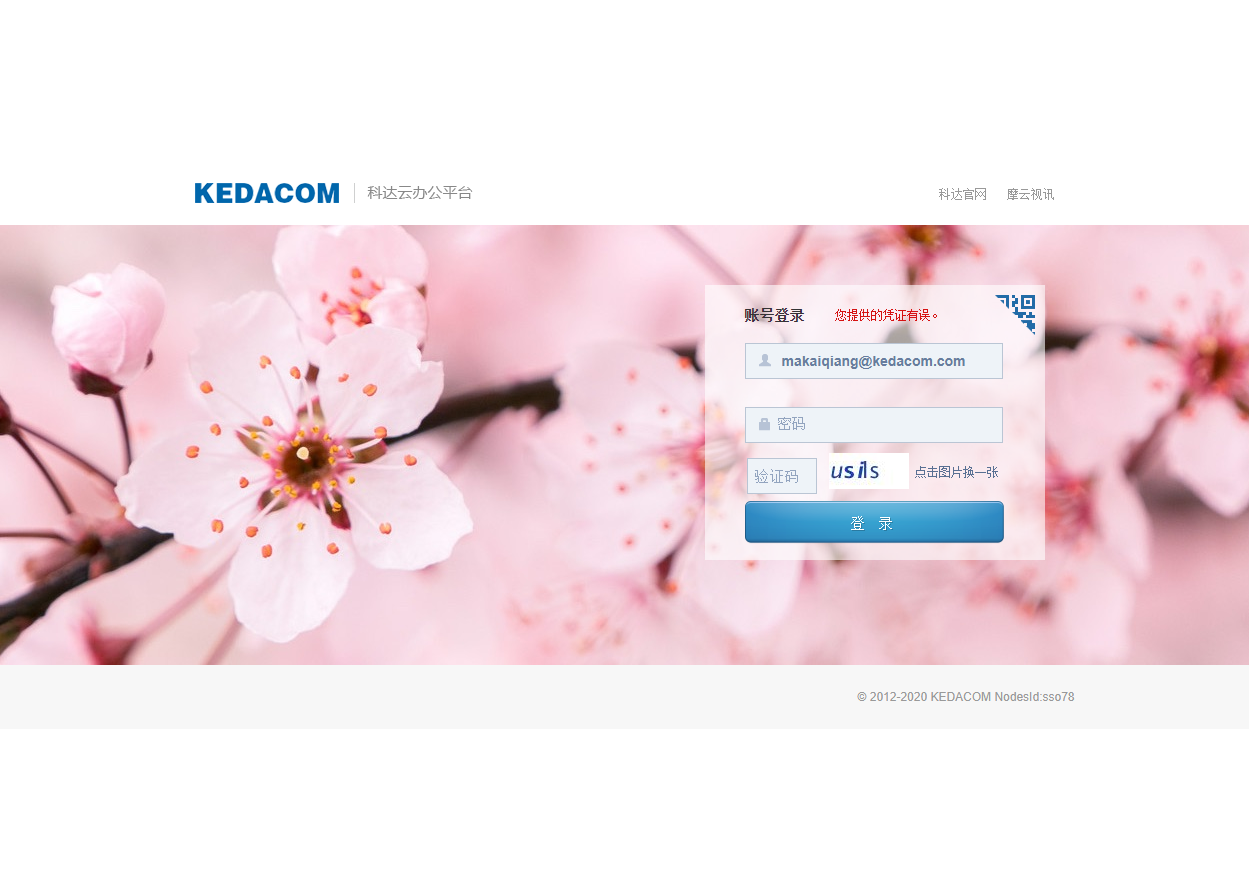 KEDACOM 科达云办公平台
科达官网 摩云视讯
账号登录 您提供的凭证有误。
makaiqiang@kedacom.com
密码
验证码 usils 点击图片换一张
登 录
© 2012-2020 KEDACOM NodesId:sso78